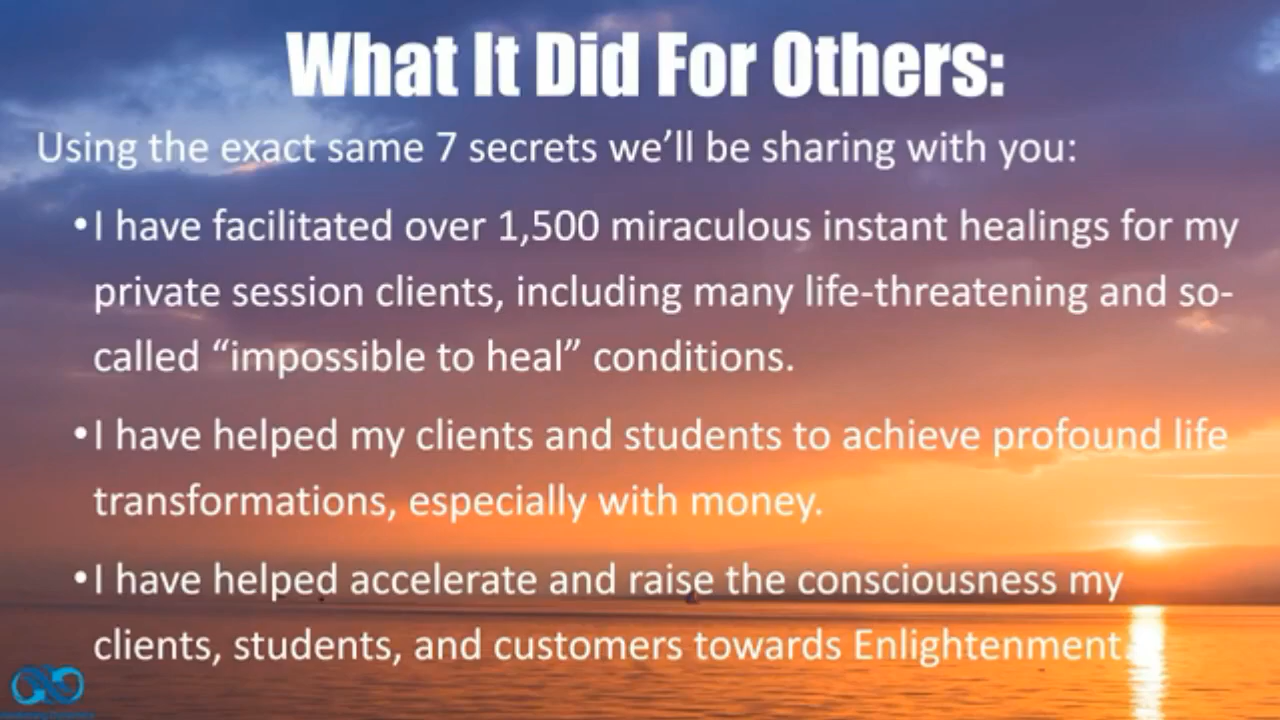 What It Did For Others:
Using the exact same 7 secrets we’ll be sharing with you:
•I have facilitated over 1,500 miraculous instant healings for my
private session clients, including many life-threatening and so-
called “impossible to heal” conditions.
•I have helped my clients and students to achieve profound life
transformations, especially with money.
•I have helped accelerate and raise the consciousness my
clients, students, and customers towards Enlightenment.